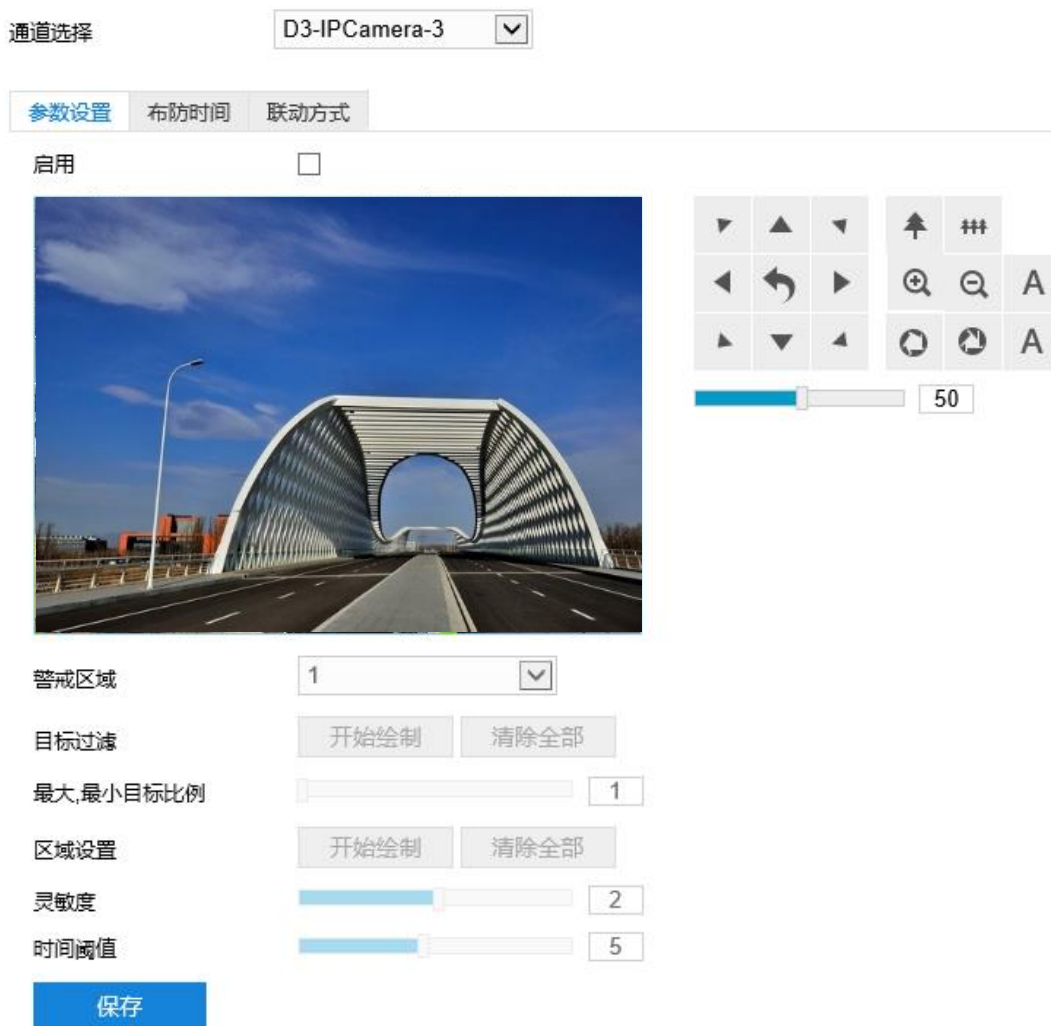 通道选择 D3-IPCamera-3
参数设置 布防时间 联动方式
启用
A
A
50
警戒区域 1
目标过滤 开始绘制 清除全部
最大,最小目标比例 1
区域设置 开始绘制 清除全部
灵敏度 2
时间阈值 5
保存